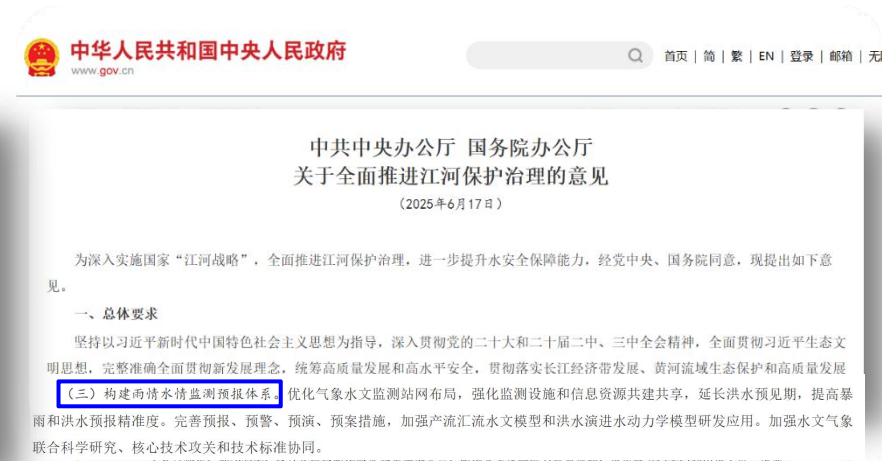 中华人民共和国中央人民政府
www.gov.cn
首页 | 简 | 繁 | EN | 登录 | 邮箱 |
中共中央办公厅 国务院办公厅
关于全面推进江河保护治理的意见
（2025年6月17日）
为深入实施国家“江河战略”，全面推进江河保护治理，进一步提升水安全保障能力，经党中央、国务院同意，现提出如下意
见。
一、总体要求
坚持以习近平新时代中国特色社会主义思想为指导，深入贯彻党的二十大和二十届二中、三中全会精神，全面贯彻习近平生态文
明思想，完整准确全面贯彻新发展理念，统筹高质量发展和高水平安全，贯彻落实长江经济带发展、黄河流域生态保护和高质量发展
（三）构建雨情水情监测预报体系。优化气象水文监测站网布局，强化监测设施和信息资源共建共享，延长洪水预见期，提高暴
雨和洪水预报精准度。完善预报、预警、预演、预案措施，加强产流汇流水文模型和洪水演进水动力学模型研发应用。加强水文气象
联合科学研究、核心技术攻关和技术标准协同。